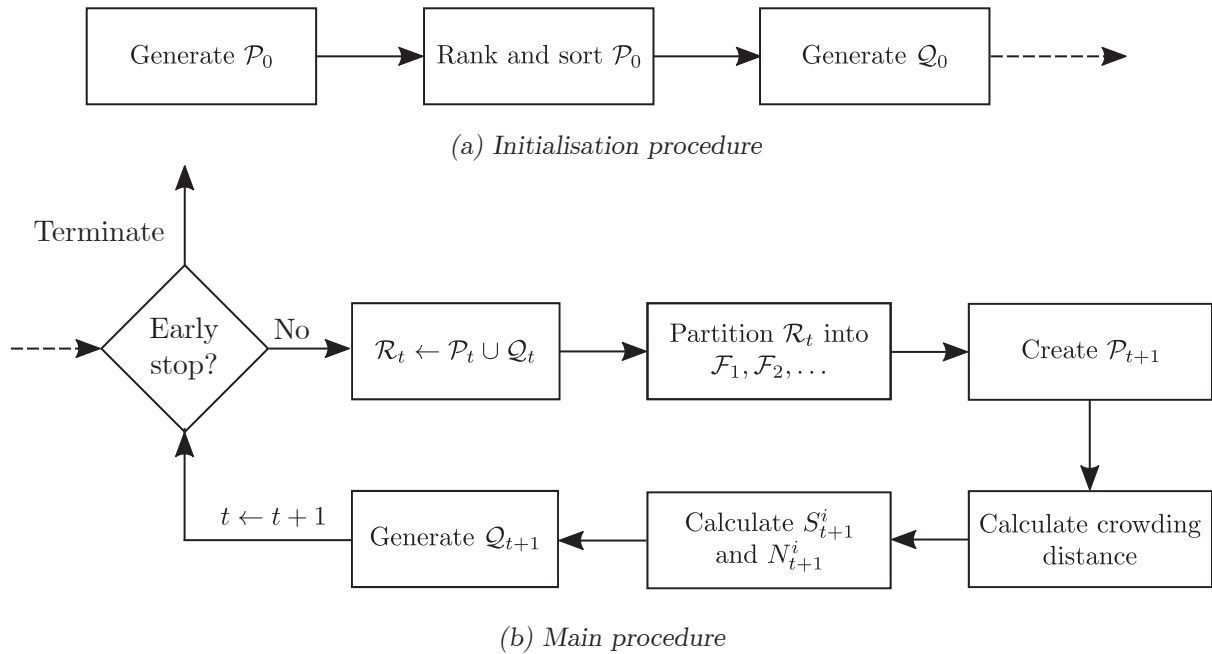 Generate 𝒫₀
Rank and sort 𝒫₀
Generate 𝒬₀
(a) Initialisation procedure
Terminate
Early
stop?
No
ℛₜ ← 𝒫ₜ ∪ 𝒬ₜ
Partition ℛₜ into
ℱ₁, ℱ₂, …
Create 𝒫ₜ₊₁
Calculate crowding
distance
Calculate Sⁱₜ₊₁
and Nⁱₜ₊₁
Generate 𝒬ₜ₊₁
t ← t + 1
(b) Main procedure